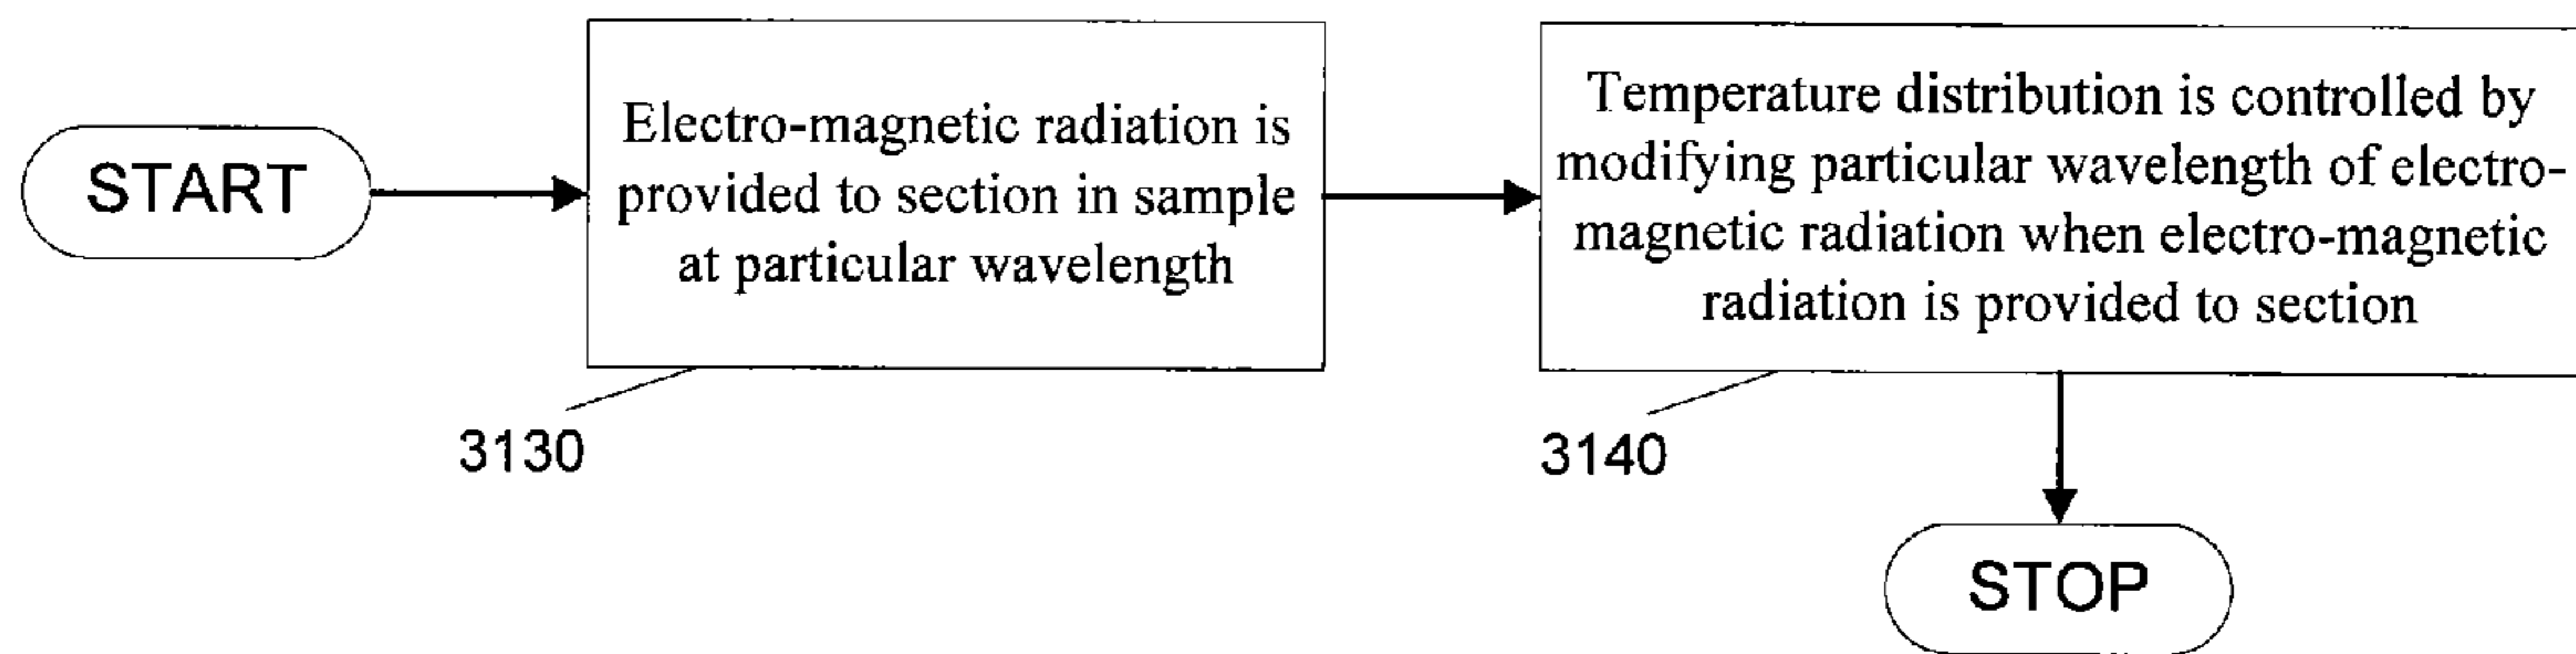 START
Electro-magnetic radiation is
provided to section in sample
at particular wavelength
3130
Temperature distribution is controlled by
modifying particular wavelength of electro-
magnetic radiation when electro-magnetic
radiation is provided to section
3140
STOP